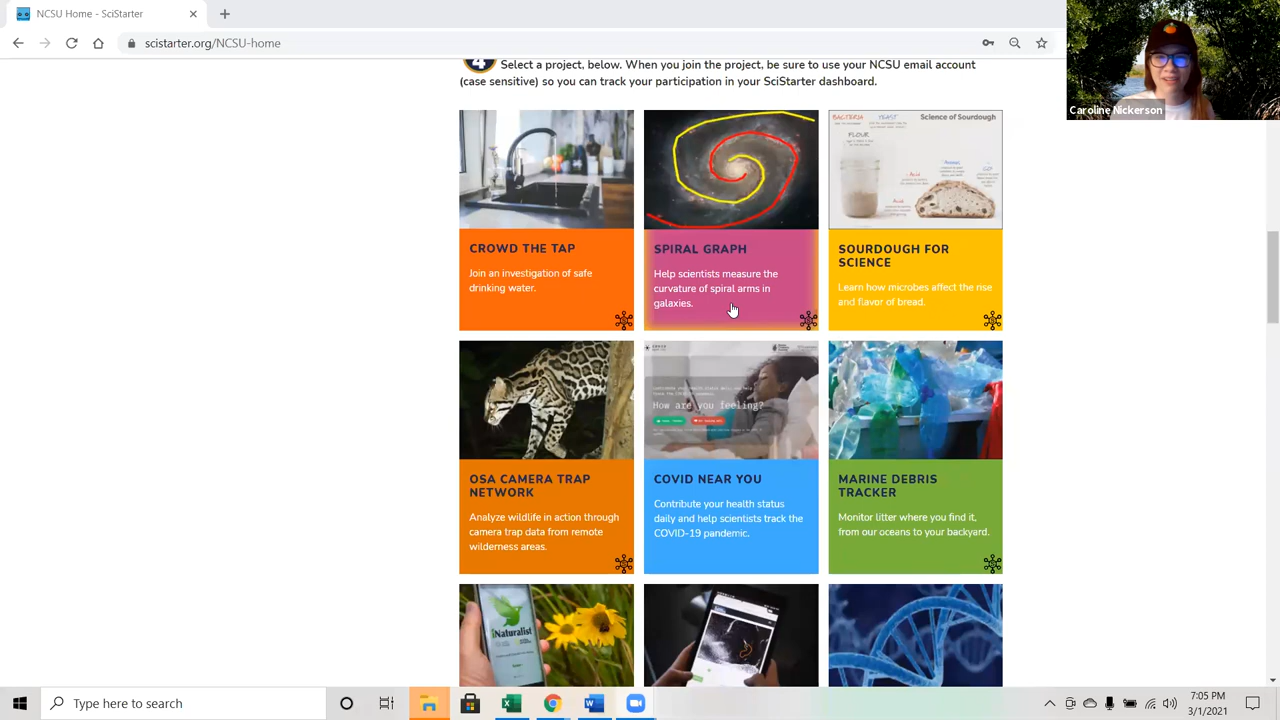 NCSU Home - SciStarter
scistarter.org/NCSU-home
Caroline Nickerson
4 Select a project, below. When you join the project, be sure to use your NCSU email account
(case sensitive) so you can track your participation in your SciStarter dashboard.
BACTERIA YEAST
Science of Sourdough
FLOUR
CROWD THE TAP
Join an investigation of safe
drinking water.
SPIRAL GRAPH
Help scientists measure the
curvature of spiral arms in
galaxies.
SOURDOUGH FOR
SCIENCE
Learn how microbes affect the rise
and flavor of bread.
How are you feeling?
OSA CAMERA TRAP
NETWORK
Analyze wildlife in action through
camera trap data from remote
wilderness areas.
COVID NEAR YOU
Contribute your health status
daily and help scientists track the
COVID-19 pandemic.
MARINE DEBRIS
TRACKER
Monitor litter where you find it,
from our oceans to your backyard.
iNaturalist
Type here to search
7:05 PM
3/1/2021